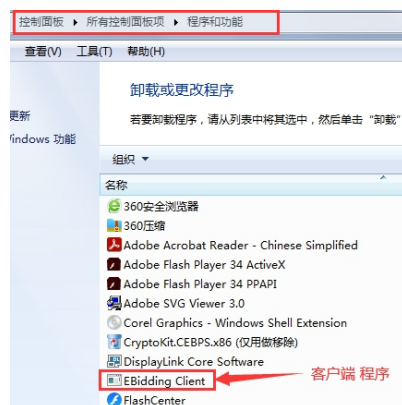 控制面板 ▸ 所有控制面板项 ▸ 程序和功能
查看(V) 工具(T) 帮助(H)
卸载或更改程序
更新
若要卸载程序，请从列表中将其选中，然后单击“卸载”
Windows 功能
组织 ▼
名称
360安全浏览器
360压缩
Adobe Acrobat Reader - Chinese Simplified
Adobe Flash Player 34 ActiveX
Adobe Flash Player 34 PPAPI
Adobe SVG Viewer 3.0
Corel Graphics - Windows Shell Extension
CryptoKit.CEBPS.x86 (仅用做移除)
DisplayLink Core Software
EBidding Client 客户端 程序
FlashCenter